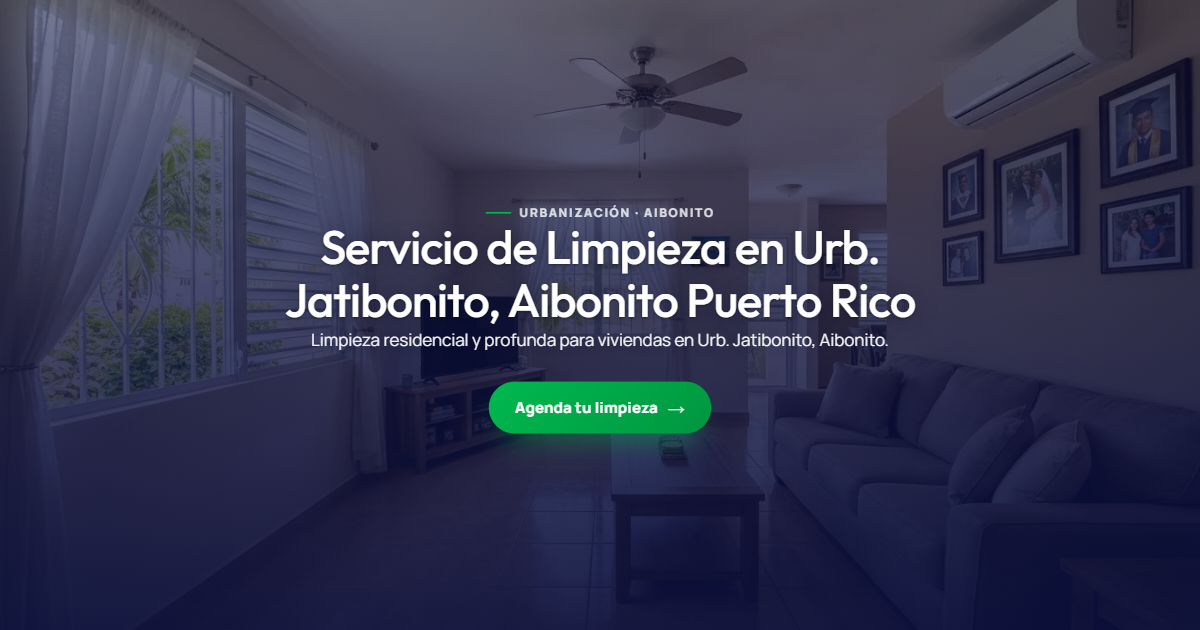 URBANIZACIÓN · AIBONITO
Servicio de Limpieza en Urb.
Jatibonito, Aibonito Puerto Rico
Limpieza residencial y profunda para viviendas en Urb. Jatibonito, Aibonito.
Agenda tu limpieza →